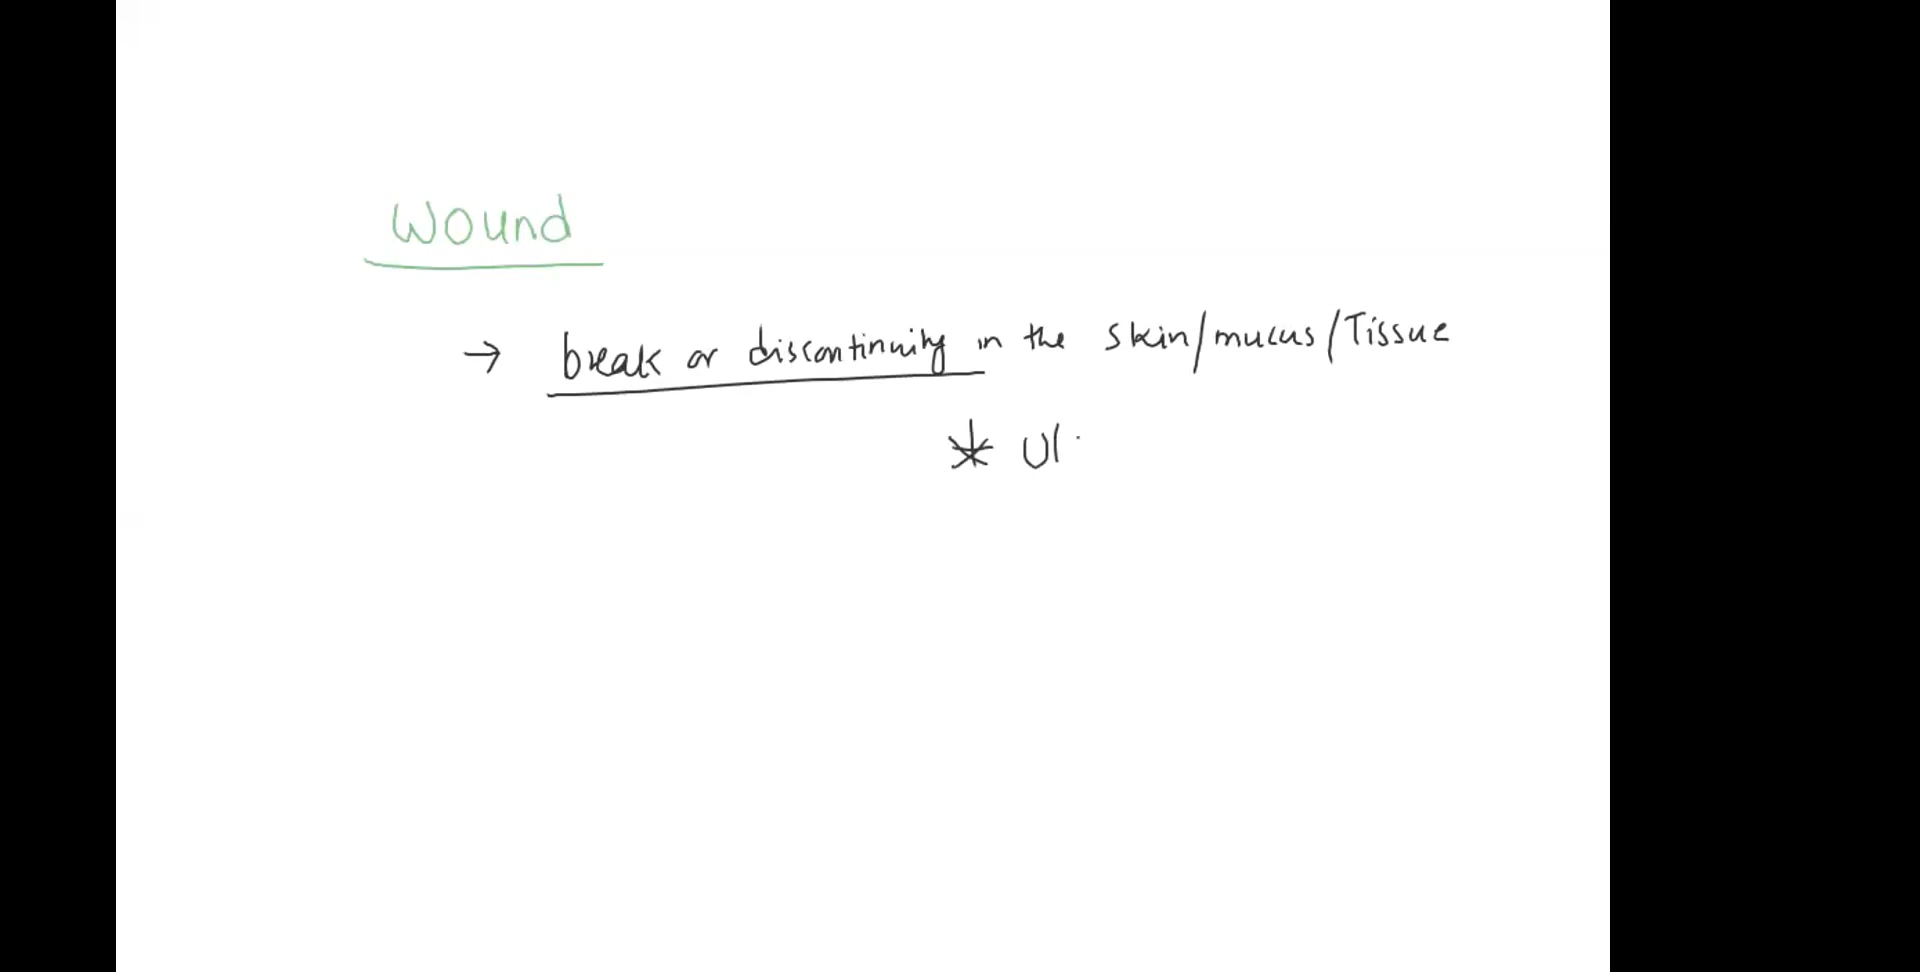 Wound
→ break or discontinuity in the skin/mucus/Tissue
* Ul